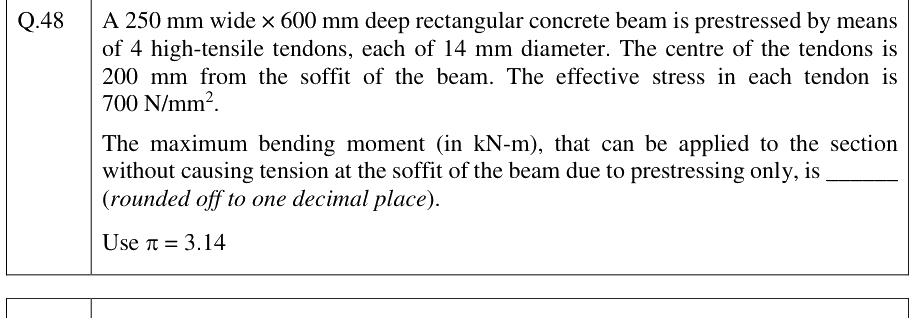 Q.48 A 250 mm wide × 600 mm deep rectangular concrete beam is prestressed by means
of 4 high-tensile tendons, each of 14 mm diameter. The centre of the tendons is
200 mm from the soffit of the beam. The effective stress in each tendon is
700 N/mm².
The maximum bending moment (in kN-m), that can be applied to the section
without causing tension at the soffit of the beam due to prestressing only, is ______
(rounded off to one decimal place).
Use π = 3.14